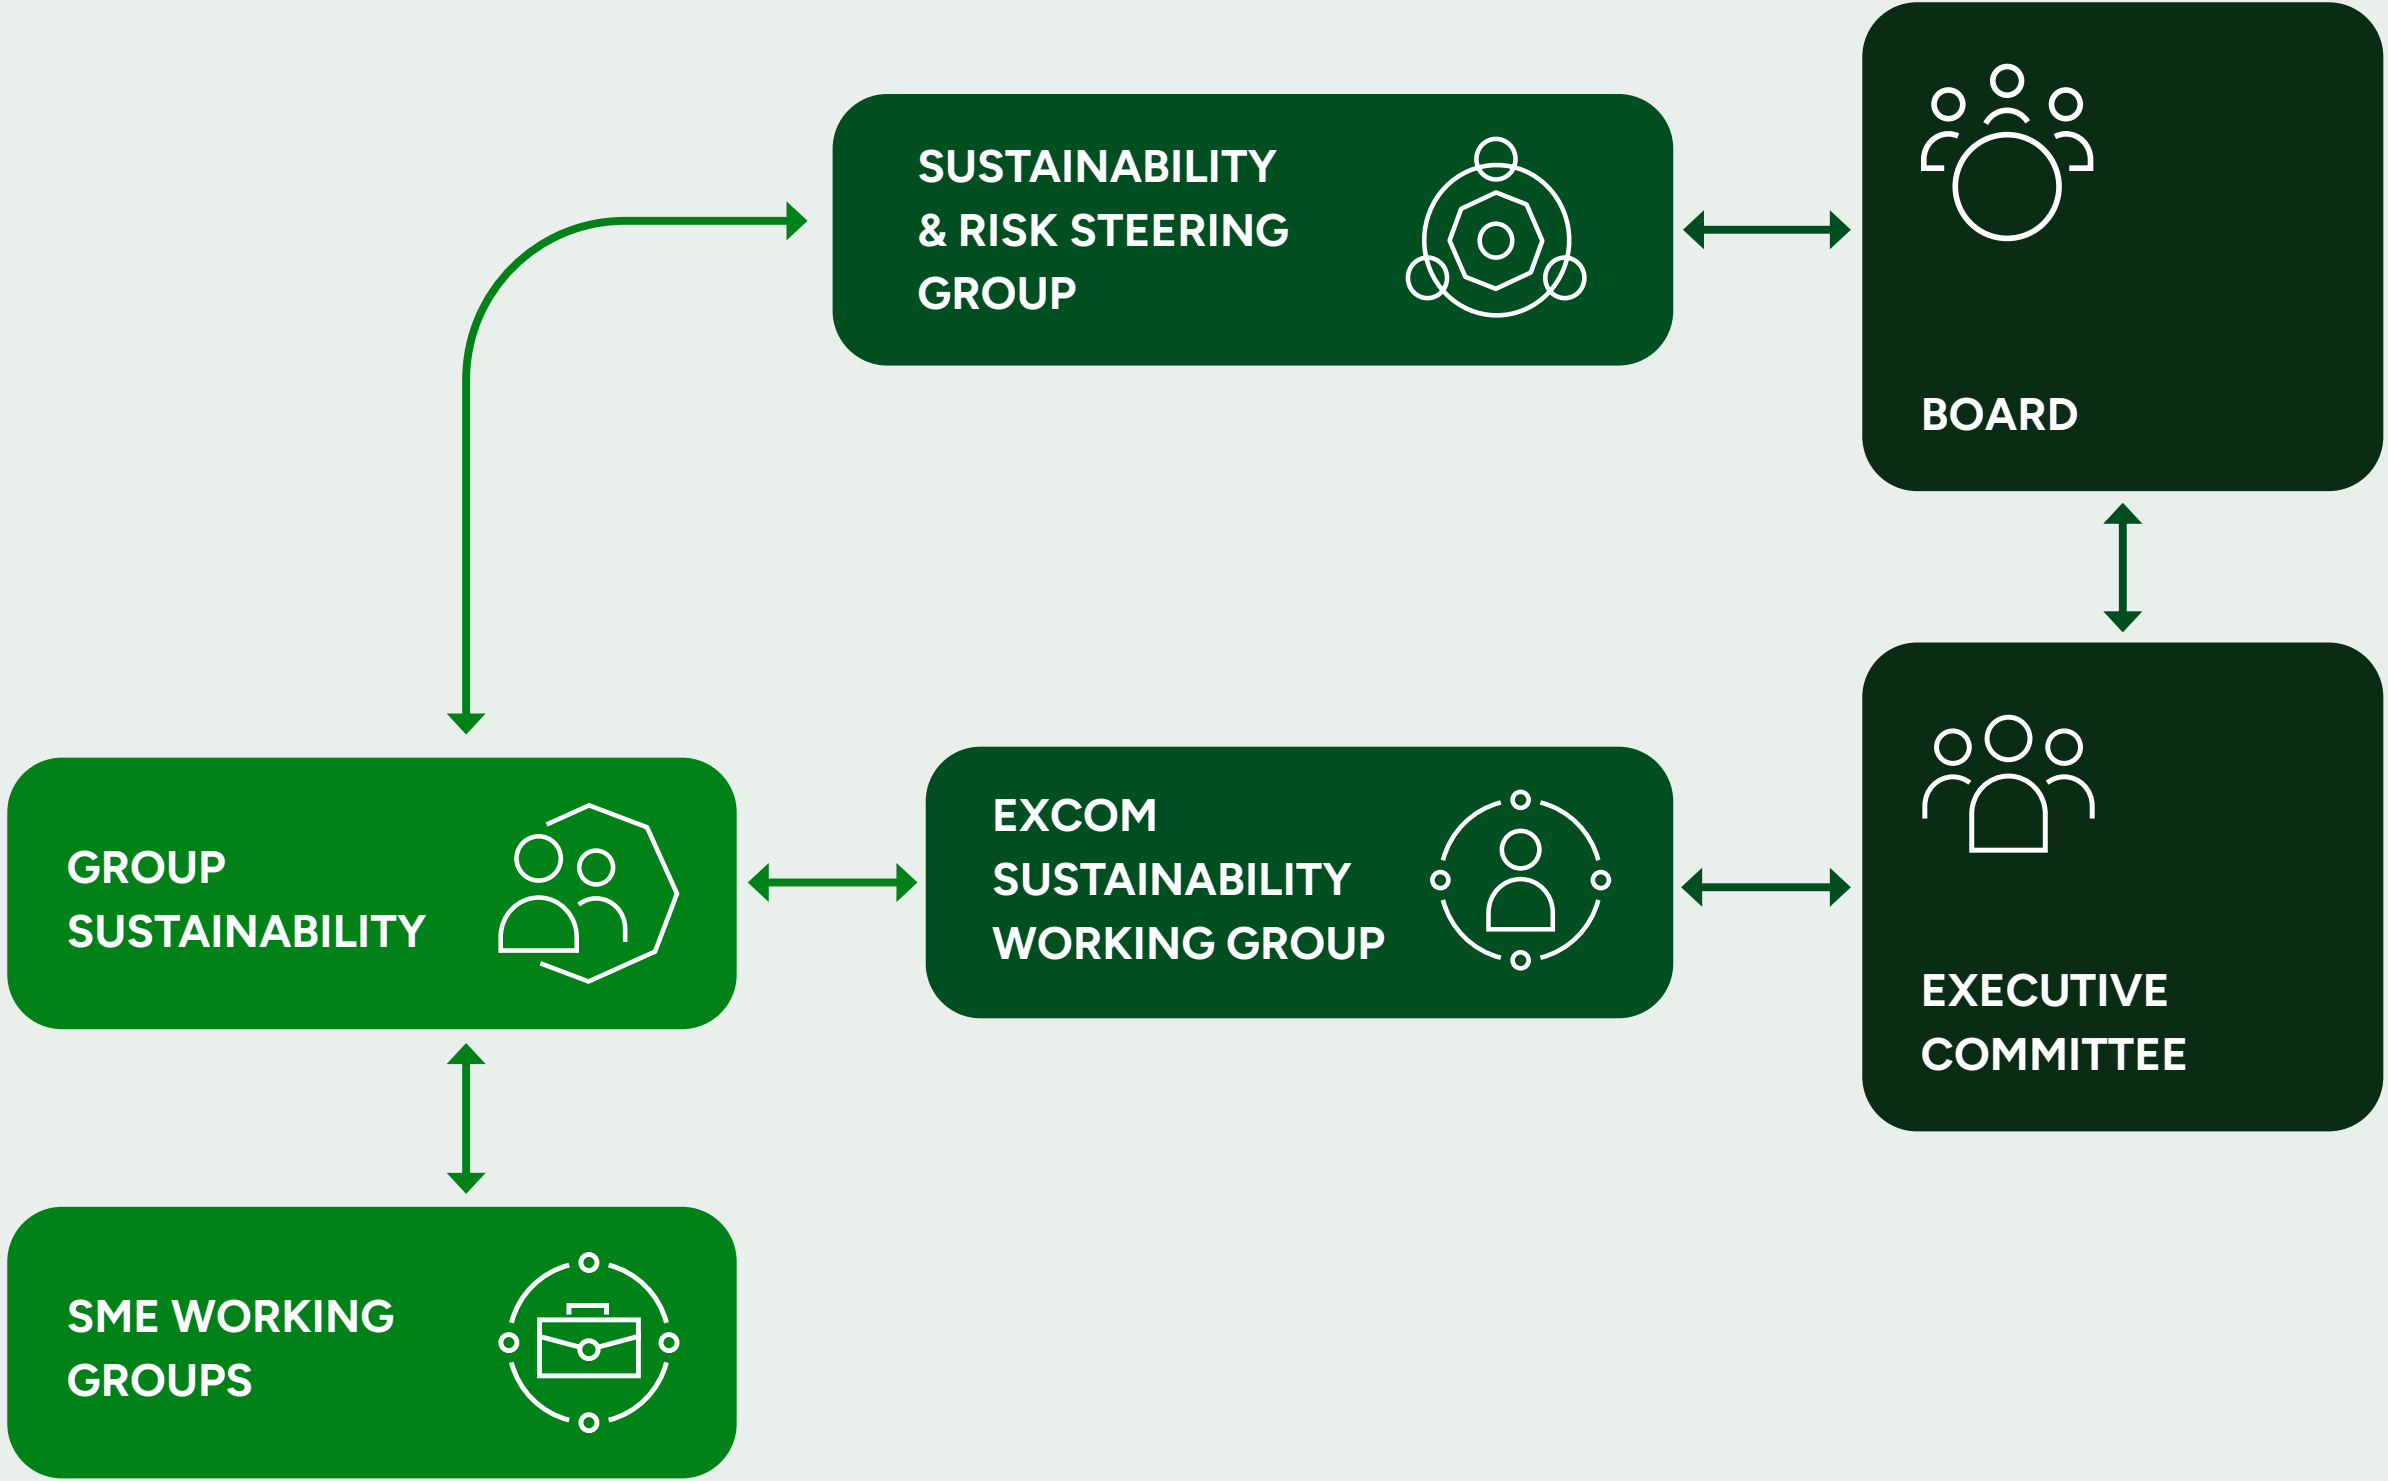 SUSTAINABILITY
& RISK STEERING
GROUP
BOARD
GROUP
SUSTAINABILITY
EXCOM
SUSTAINABILITY
WORKING GROUP
EXECUTIVE
COMMITTEE
SME WORKING
GROUPS